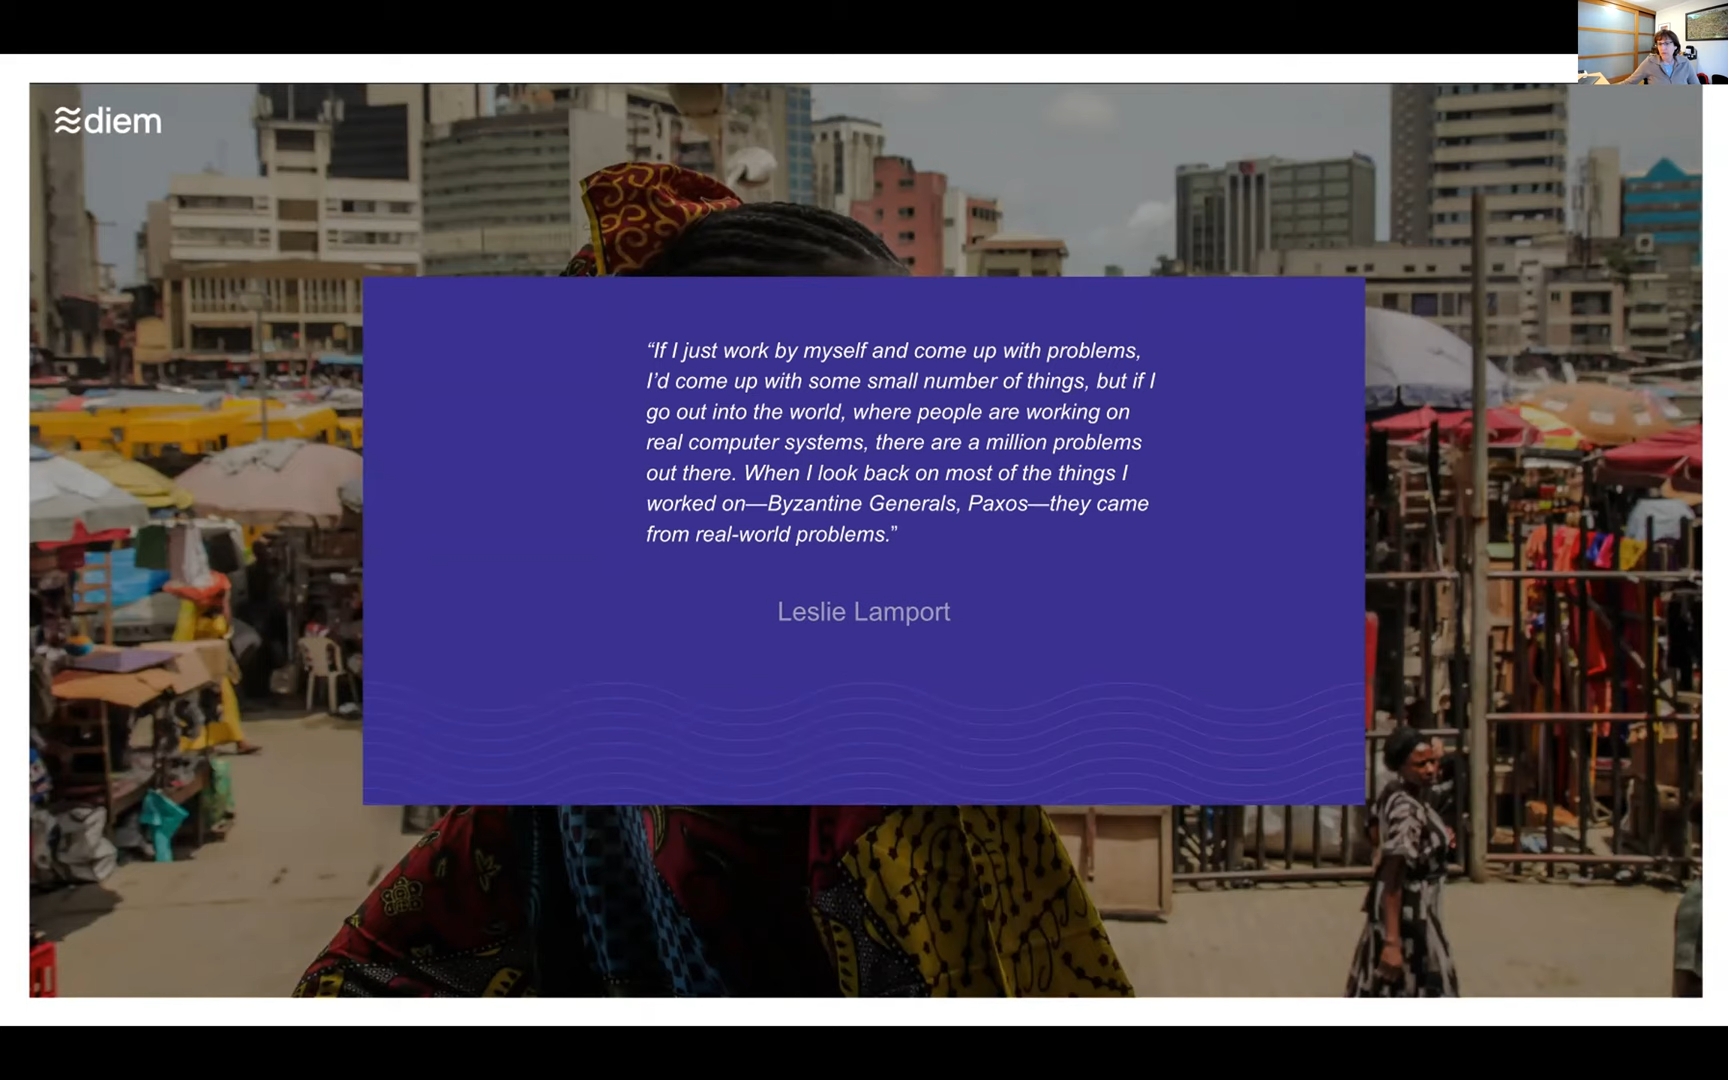 diem
“If I just work by myself and come up with problems,
I’d come up with some small number of things, but if I
go out into the world, where people are working on
real computer systems, there are a million problems
out there. When I look back on most of the things I
worked on—Byzantine Generals, Paxos—they came
from real-world problems.”
Leslie Lamport